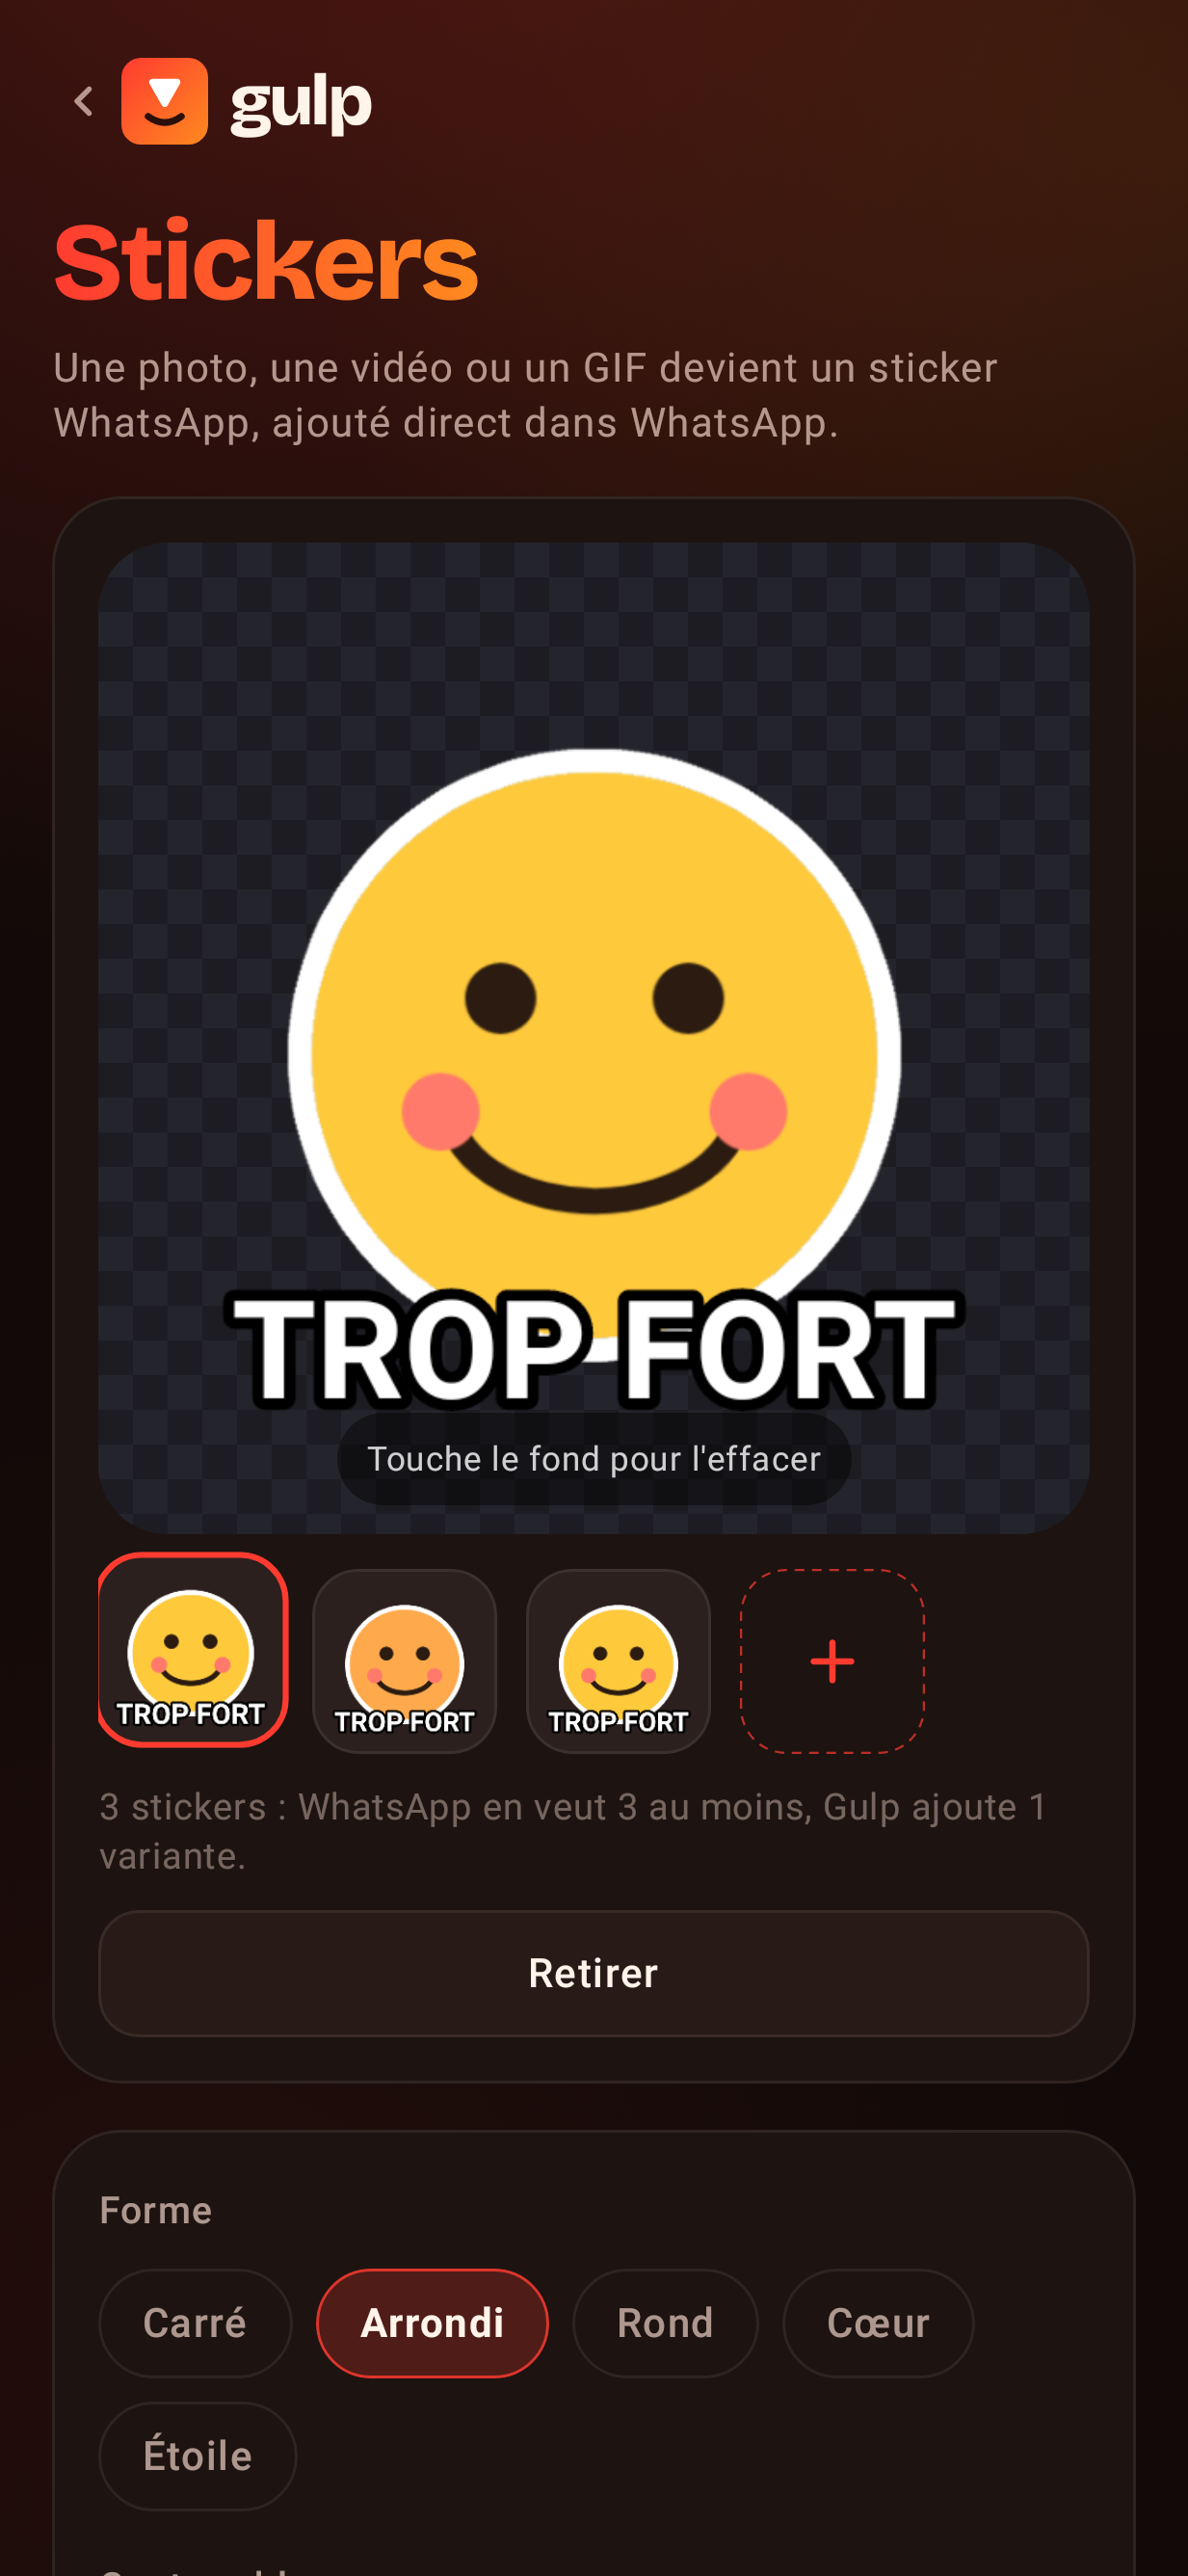 gulp
Stickers
Une photo, une vidéo ou un GIF devient un sticker
WhatsApp, ajouté direct dans WhatsApp.
TROP FORT
Touche le fond pour l'effacer
TROP FORT
TROP FORT
TROP FORT
3 stickers : WhatsApp en veut 3 au moins, Gulp ajoute 1
variante.
Retirer
Forme
Carré
Arrondi
Rond
Cœur
Étoile